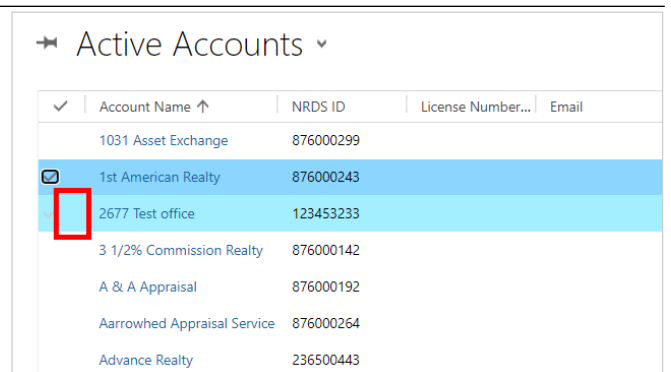 Active Accounts
Account Name ↑ NRDS ID License Number... Email
1031 Asset Exchange 876000299
1st American Realty 876000243
2677 Test office 123453233
3 1/2% Commission Realty 876000142
A & A Appraisal 876000192
Aarrowhed Appraisal Service 876000264
Advance Realty 236500443